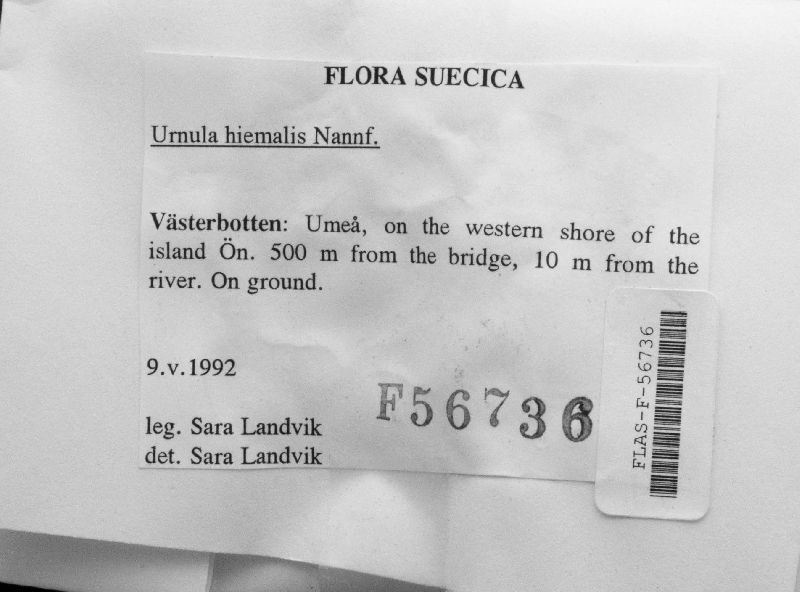 FLORA SUECICA
Urnula hiemalis Nannf.
Västerbotten: Umeå, on the western shore of the
island Ön. 500 m from the bridge, 10 m from the
river. On ground.
9.v.1992
leg. Sara Landvik
det. Sara Landvik
F56736
FLAS-F-56736